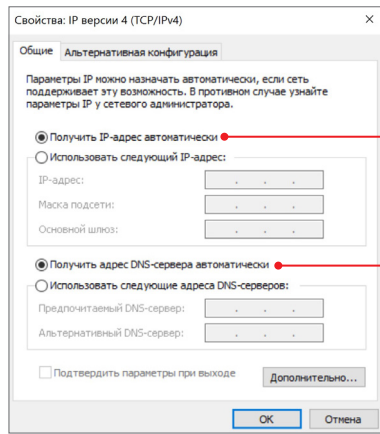 Свойства: IP версии 4 (TCP/IPv4)
Общие
Альтернативная конфигурация
Параметры IP можно назначать автоматически, если сеть
поддерживает эту возможность. В противном случае узнайте
параметры IP у сетевого администратора.
Получить IP-адрес автоматически
Использовать следующий IP-адрес:
IP-адрес:
Маска подсети:
Основной шлюз:
Получить адрес DNS-сервера автоматически
Использовать следующие адреса DNS-серверов:
Предпочитаемый DNS-сервер:
Альтернативный DNS-сервер:
Подтвердить параметры при выходе
Дополнительно...
ОК
Отмена